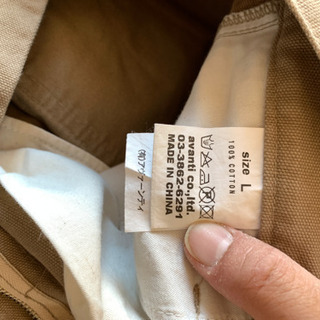 size L
100% COTTON
avanti co.,ltd.
03-3862-6291
MADE IN CHINA